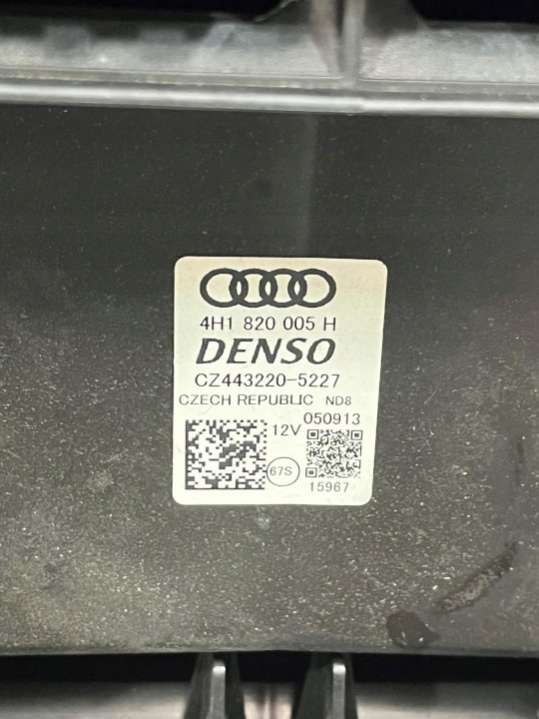 4H1 820 005 H
DENSO
CZ443220-5227
CZECH REPUBLIC ND8
12V 050913
67S
15967